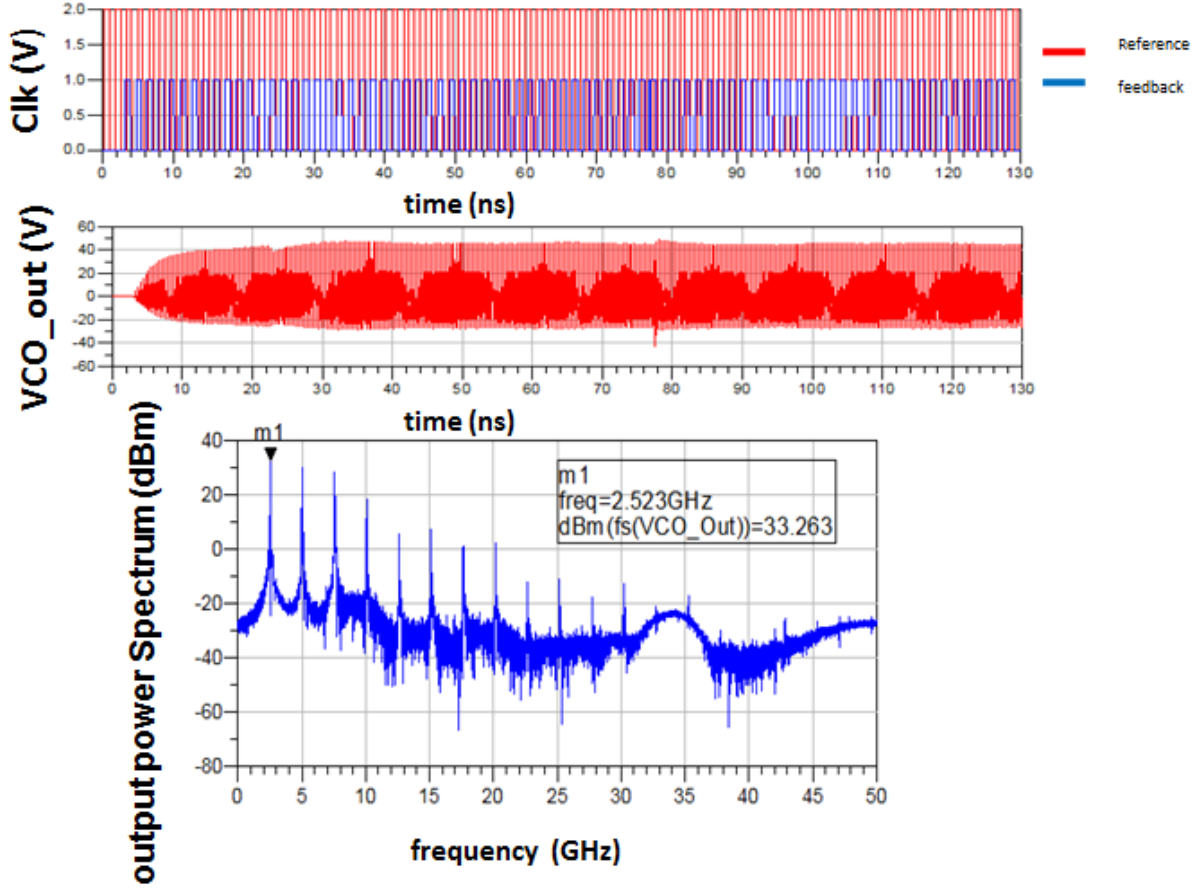 Clk (V)
2.0
1.5
1.0
0.5
0.0
0 10 20 30 40 50 60 70 80 90 100 110 120 130
time (ns)
Reference
feedback
VCO_out (V)
60
40
20
0
-20
-40
-60
0 10 20 30 40 50 60 70 80 90 100 110 120 130
time (ns)
output power Spectrum (dBm)
m1
40
20
0
-20
-40
-60
-80
m1
freq=2.523GHz
dBm(fs(VCO_Out))=33.263
0 5 10 15 20 25 30 35 40 45 50
frequency (GHz)